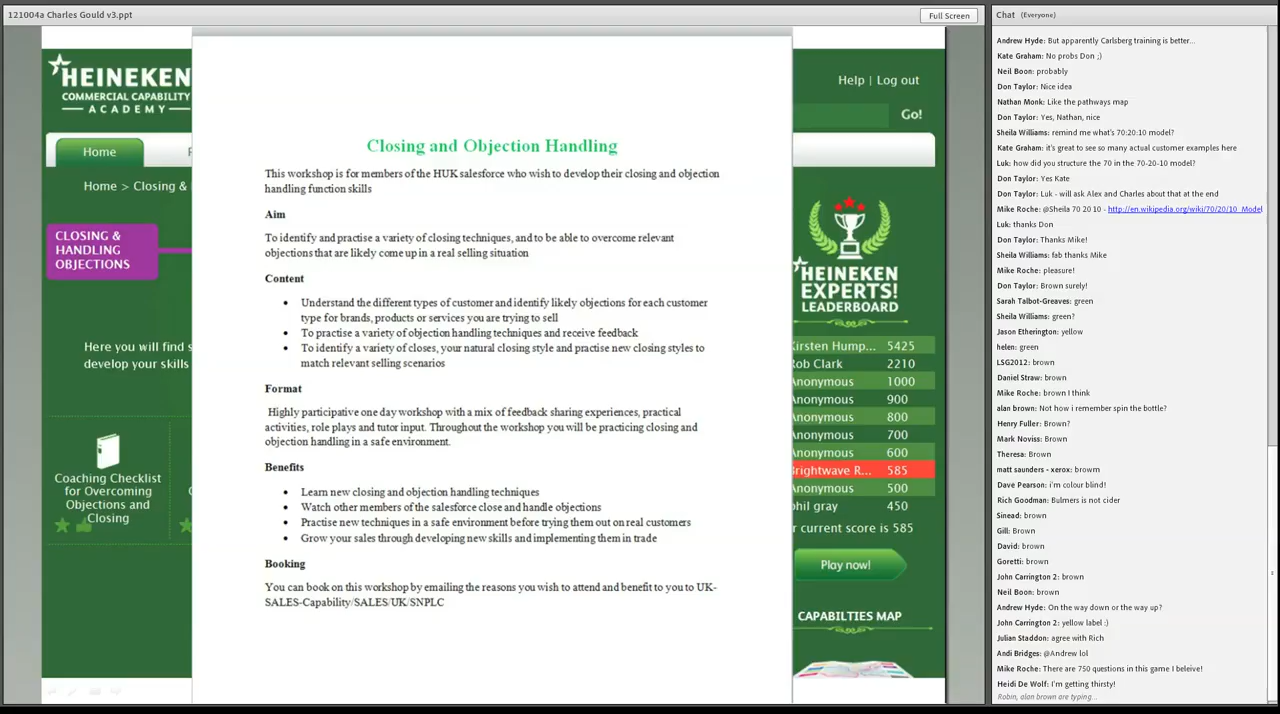 121004a Charles Gould v3.ppt
Full Screen
HEINEKEN
COMMERCIAL CAPABILITY
ACADEMY
Help | Log out
Go!
Home
Home > Closing &
CLOSING &
HANDLING
OBJECTIONS
Here you will find s
develop your skills
Coaching Checklist
for Overcoming
Objections and
Closing
Closing and Objection Handling
This workshop is for members of the HUK salesforce who wish to develop their closing and objection
handling function skills
Aim
To identify and practise a variety of closing techniques, and to be able to overcome relevant
objections that are likely come up in a real selling situation
Content
• Understand the different types of customer and identify likely objections for each customer
type for brands, products or services you are trying to sell
• To practise a variety of objection handling techniques and receive feedback
• To identify a variety of closes, your natural closing style and practise new closing styles to
match relevant selling scenarios
Format
Highly participative one day workshop with a mix of feedback sharing experiences, practical
activities, role plays and tutor input. Throughout the workshop you will be practicing closing and
objection handling in a safe environment.
Benefits
• Learn new closing and objection handling techniques
• Watch other members of the salesforce close and handle objections
• Practise new techniques in a safe environment before trying them out on real customers
• Grow your sales through developing new skills and implementing them in trade
Booking
You can book on this workshop by emailing the reasons you wish to attend and benefit to you to UK-
SALES-Capability/SALES/UK/SNPLC
HEINEKEN
EXPERTS!
LEADERBOARD
Kirsten Hump... 5425
Rob Clark 2210
Anonymous 1000
Anonymous 900
Anonymous 800
Anonymous 700
Anonymous 600
Brightwave R... 585
Anonymous 500
phil gray 450
r current score is 585
Play now!
CAPABILTIES MAP
Chat (Everyone)
Andrew Hyde: But apparently Carlsberg training is better...
Kate Graham: No probs Don ;)
Neil Boon: probably
Don Taylor: Nice idea
Nathan Monk: Like the pathways map
Don Taylor: Yes, Nathan, nice
Sheila Williams: remind me what's 70:20:10 model?
Kate Graham: it's great to see so many actual customer examples here
Luk: how did you structure the 70 in the 70-20-10 model?
Don Taylor: Yes Kate
Don Taylor: Luk - will ask Alex and Charles about that at the end
Mike Roche: @Sheila 70 20 10 - http://en.wikipedia.org/wiki/70/20/10_Model
Luk: thanks Don
Don Taylor: Thanks Mike!
Sheila Williams: fab thanks Mike
Mike Roche: pleasure!
Don Taylor: Brown surely!
Sarah Talbot-Greaves: green
Sheila Williams: green?
Jason Etherington: yellow
helen: green
LSG2012: brown
Daniel Straw: brown
Mike Roche: brown I think
alan brown: Not how i remember spin the bottle?
Henry Fuller: Brown?
Mark Noviss: Brown
Theresa: Brown
matt saunders - xerox: browm
Dave Pearson: i'm colour blind!
Rich Goodman: Bulmers is not cider
Sinead: brown
Gill: Brown
David: brown
Goretti: brown
John Carrington 2: brown
Neil Boon: brown
Andrew Hyde: On the way down or the way up?
John Carrington 2: yellow label :)
Julian Staddon: agree with Rich
Andi Bridges: @Andrew lol
Mike Roche: There are 750 questions in this game I beleive!
Heidi De Wolf: I'm getting thirsty!
Robin, alan brown are typing...